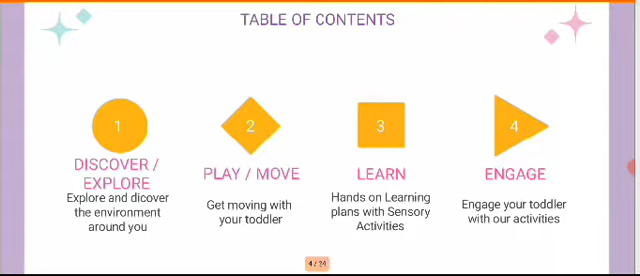 TABLE OF CONTENTS
1
2
3
4
DISCOVER /
EXPLORE
Explore and dicover
the environment
around you
PLAY / MOVE
Get moving with
your toddler
LEARN
Hands on Learning
plans with Sensory
Activities
ENGAGE
Engage your toddler
with our activities
4 / 24